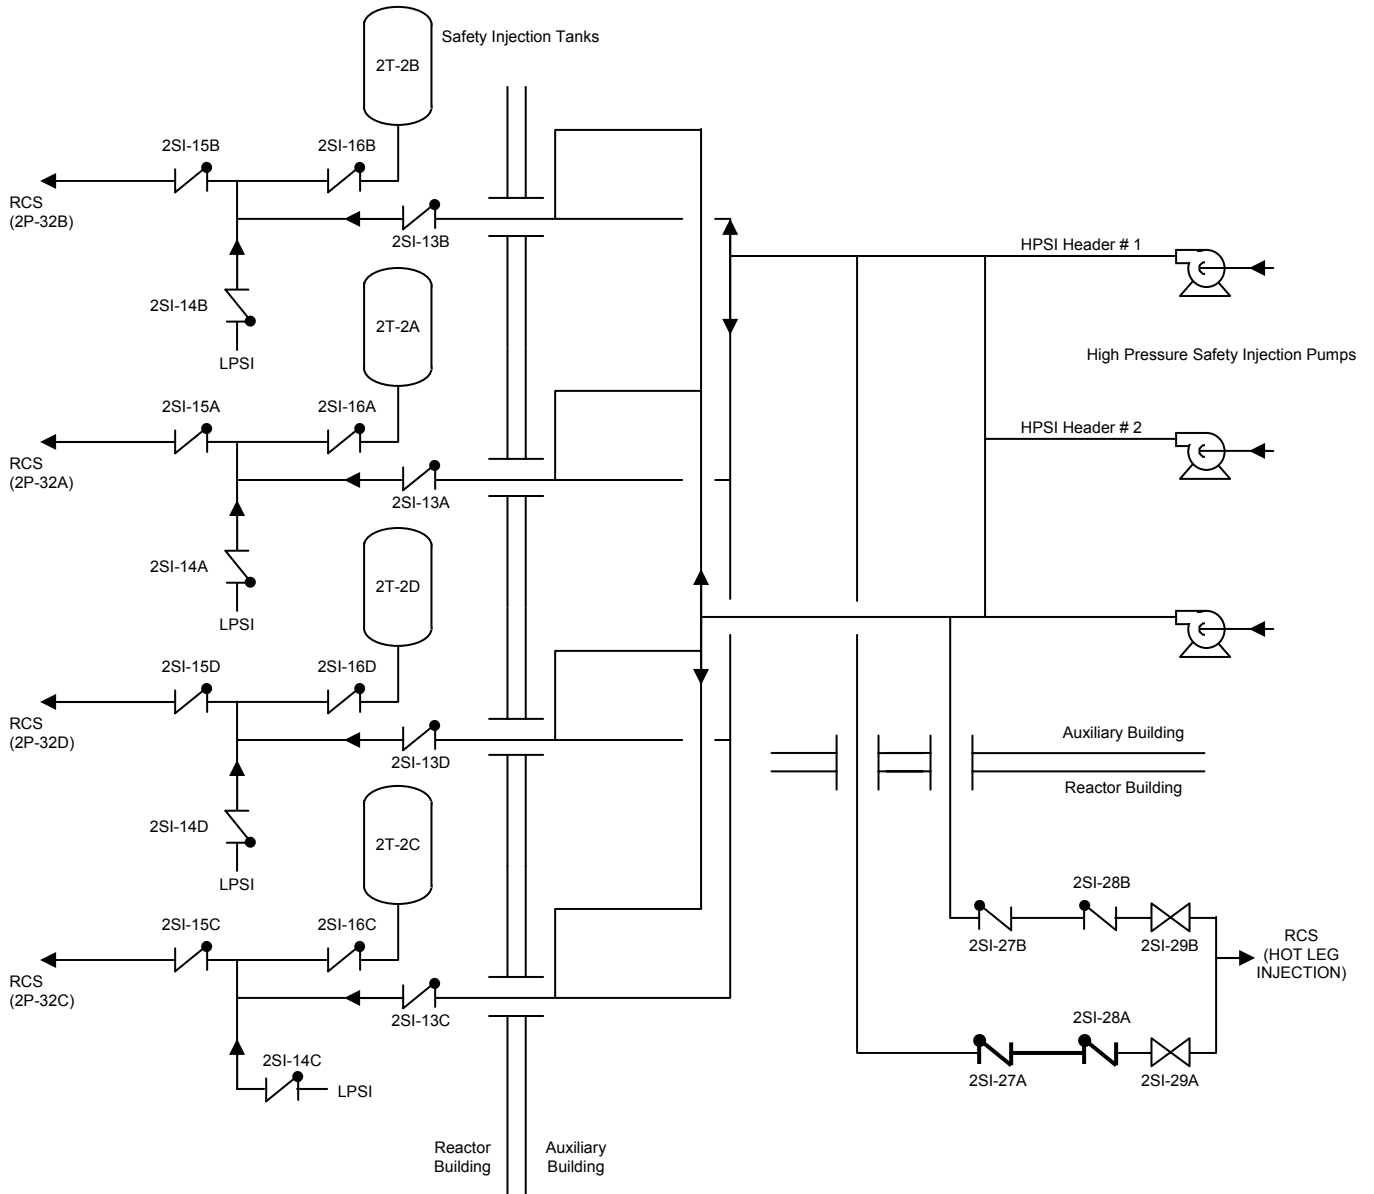 2T-2B
Safety Injection Tanks
2SI-15B
2SI-16B
RCS
(2P-32B)
2SI-13B
HPSI Header # 1
2SI-14B
2T-2A
LPSI
High Pressure Safety Injection Pumps
2SI-15A
2SI-16A
HPSI Header # 2
RCS
(2P-32A)
2SI-13A
2SI-14A
2T-2D
LPSI
2SI-15D
2SI-16D
RCS
(2P-32D)
2SI-13D
Auxiliary Building
Reactor Building
2SI-14D
2T-2C
LPSI
2SI-28B
2SI-15C
2SI-16C
2SI-27B
2SI-29B
RCS
(HOT LEG
INJECTION)
RCS
(2P-32C)
2SI-13C
2SI-28A
2SI-14C
LPSI
2SI-27A
2SI-29A
Reactor
Building
Auxiliary
Building